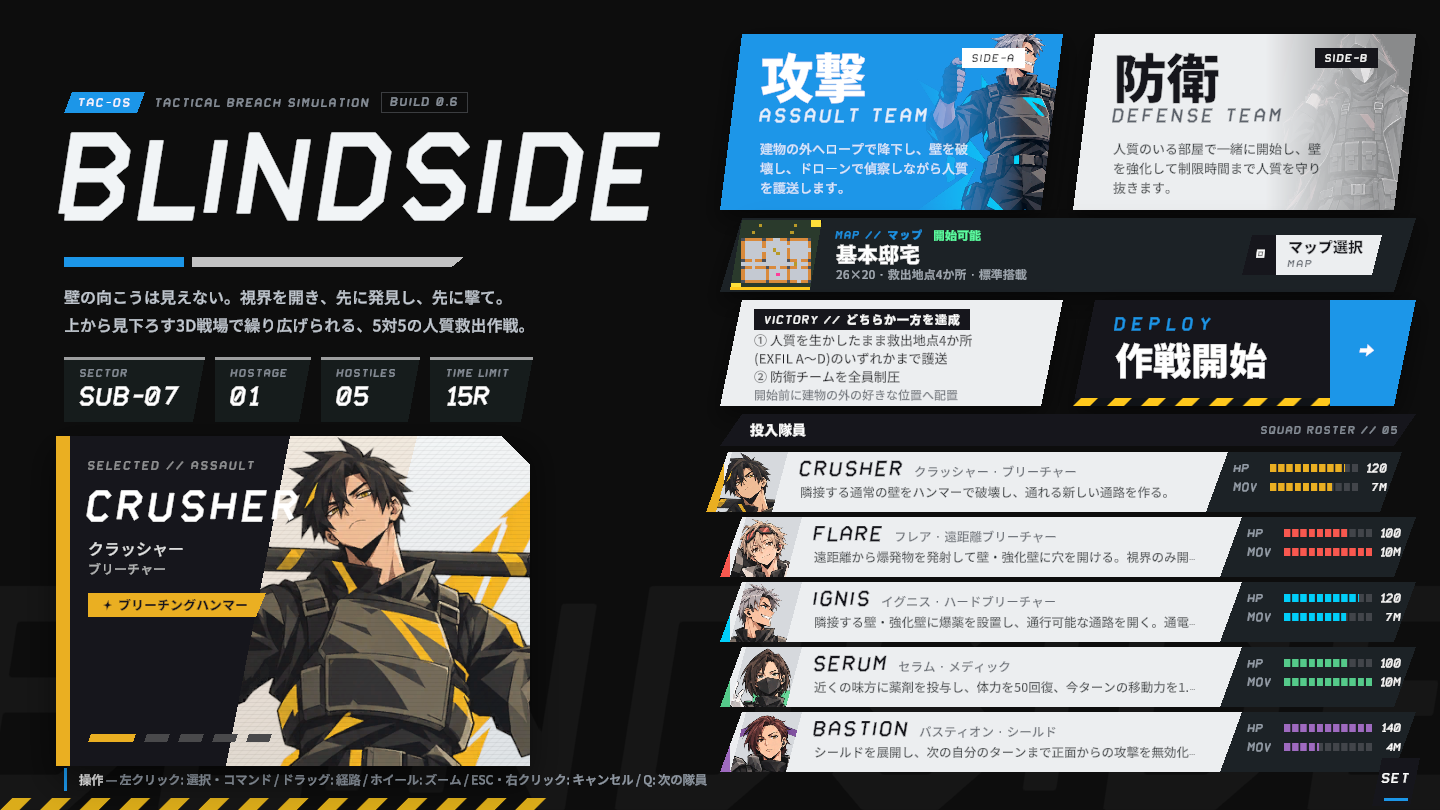 TAC-OS TACTICAL BREACH SIMULATION BUILD 0.6
BLINDSIDE
壁の向こうは見えない。視界を開き、先に発見し、先に撃て。
上から見下ろす3D戦場で繰り広げられる、5対5の人質救出作戦。
SECTOR
SUB-07
HOSTAGE
01
HOSTILES
05
TIME LIMIT
15R
SELECTED // ASSAULT
CRUSHER
クラッシャー
ブリーチャー
ブリーチングハンマー
操作 — 左クリック: 選択・コマンド / ドラッグ: 経路 / ホイール: ズーム / ESC・右クリック: キャンセル / Q: 次の隊員
SIDE-A
攻撃
ASSAULT TEAM
建物の外へロープで降下し、壁を破
壊し、ドローンで偵察しながら人質
を護送します。
SIDE-B
防衛
DEFENSE TEAM
人質のいる部屋で一緒に開始し、壁
を強化して制限時間まで人質を守り
抜きます。
MAP // マップ 開始可能
基本邸宅
26×20 · 救出地点4か所 · 標準搭載
マップ選択
MAP
VICTORY // どちらか一方を達成
① 人質を生かしたまま救出地点4か所
(EXFIL A〜D)のいずれかまで護送
② 防衛チームを全員制圧
開始前に建物の外の好きな位置へ配置
DEPLOY
作戦開始
投入隊員 SQUAD ROSTER // 05
CRUSHER クラッシャー · ブリーチャー
隣接する通常の壁をハンマーで破壊し、通れる新しい通路を作る。
HP 120
MOV 7M
FLARE フレア · 遠距離ブリーチャー
遠距離から爆発物を発射して壁・強化壁に穴を開ける。視界のみ開…
HP 100
MOV 10M
IGNIS イグニス · ハードブリーチャー
隣接する壁・強化壁に爆薬を設置し、通行可能な通路を開く。通電…
HP 120
MOV 7M
SERUM セラム · メディック
近くの味方に薬剤を投与し、体力を50回復、今ターンの移動力を1.…
HP 100
MOV 10M
BASTION バスティオン · シールド
シールドを展開し、次の自分のターンまで正面からの攻撃を無効化…
HP 140
MOV 4M
SET